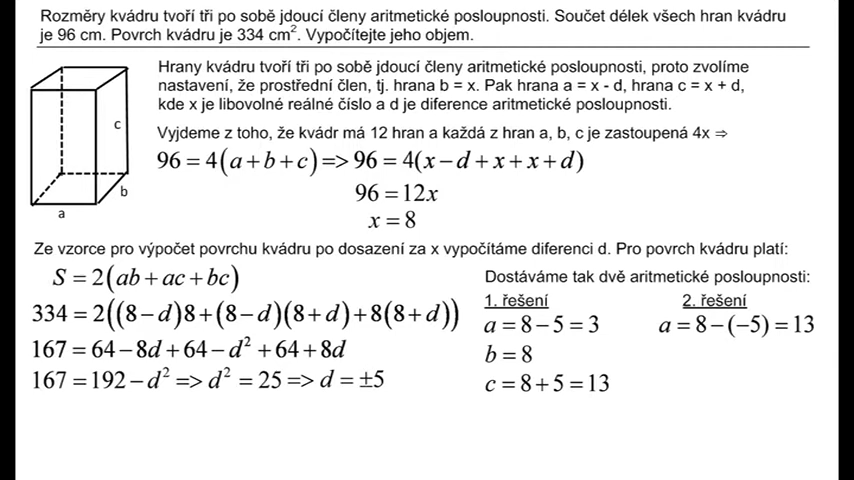 Rozměry kvádru tvoří tři po sobě jdoucí členy aritmetické posloupnosti. Součet délek všech hran kvádru
je 96 cm. Povrch kvádru je 334 cm². Vypočítejte jeho objem.
Hrany kvádru tvoří tři po sobě jdoucí členy aritmetické posloupnosti, proto zvolíme
nastavení, že prostřední člen, tj. hrana b = x. Pak hrana a = x - d, hrana c = x + d,
kde x je libovolné reálné číslo a d je diference aritmetické posloupnosti.
Vyjdeme z toho, že kvádr má 12 hran a každá z hran a, b, c je zastoupená 4x ⇒
96 = 4(a+b+c) => 96 = 4(x−d+x+x+d)
96 = 12x
x = 8
c
b
a
Ze vzorce pro výpočet povrchu kvádru po dosazení za x vypočítáme diferenci d. Pro povrch kvádru platí:
S = 2(ab+ac+bc)
334 = 2((8−d)8+(8−d)(8+d)+8(8+d))
167 = 64−8d+64−d²+64+8d
167 = 192−d² => d² = 25 => d = ±5
Dostáváme tak dvě aritmetické posloupnosti:
1. řešení
a = 8−5 = 3
b = 8
c = 8+5 = 13
2. řešení
a = 8−(−5) = 13